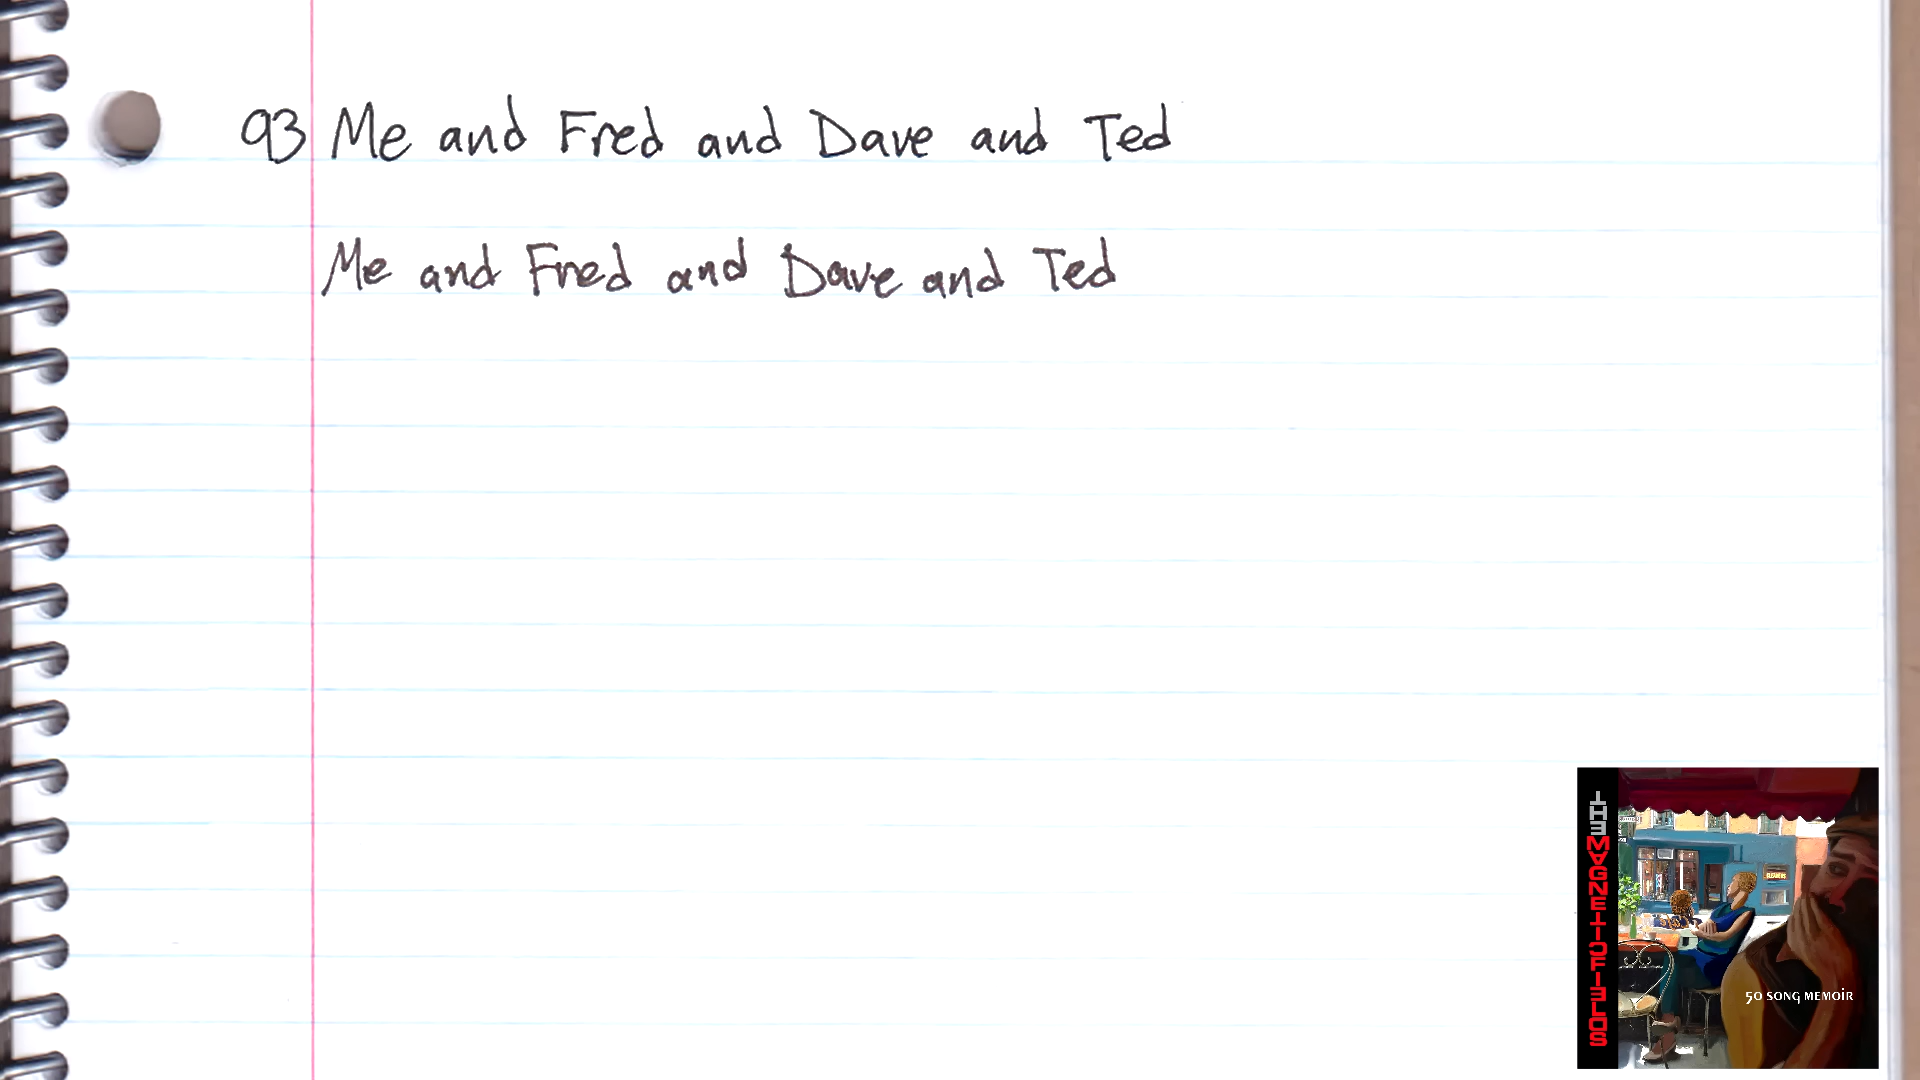 93 Me and Fred and Dave and Ted
Me and Fred and Dave and Ted
THE MAGNETIC FIELDS
CLEANERS
50 SONG MEMOIR